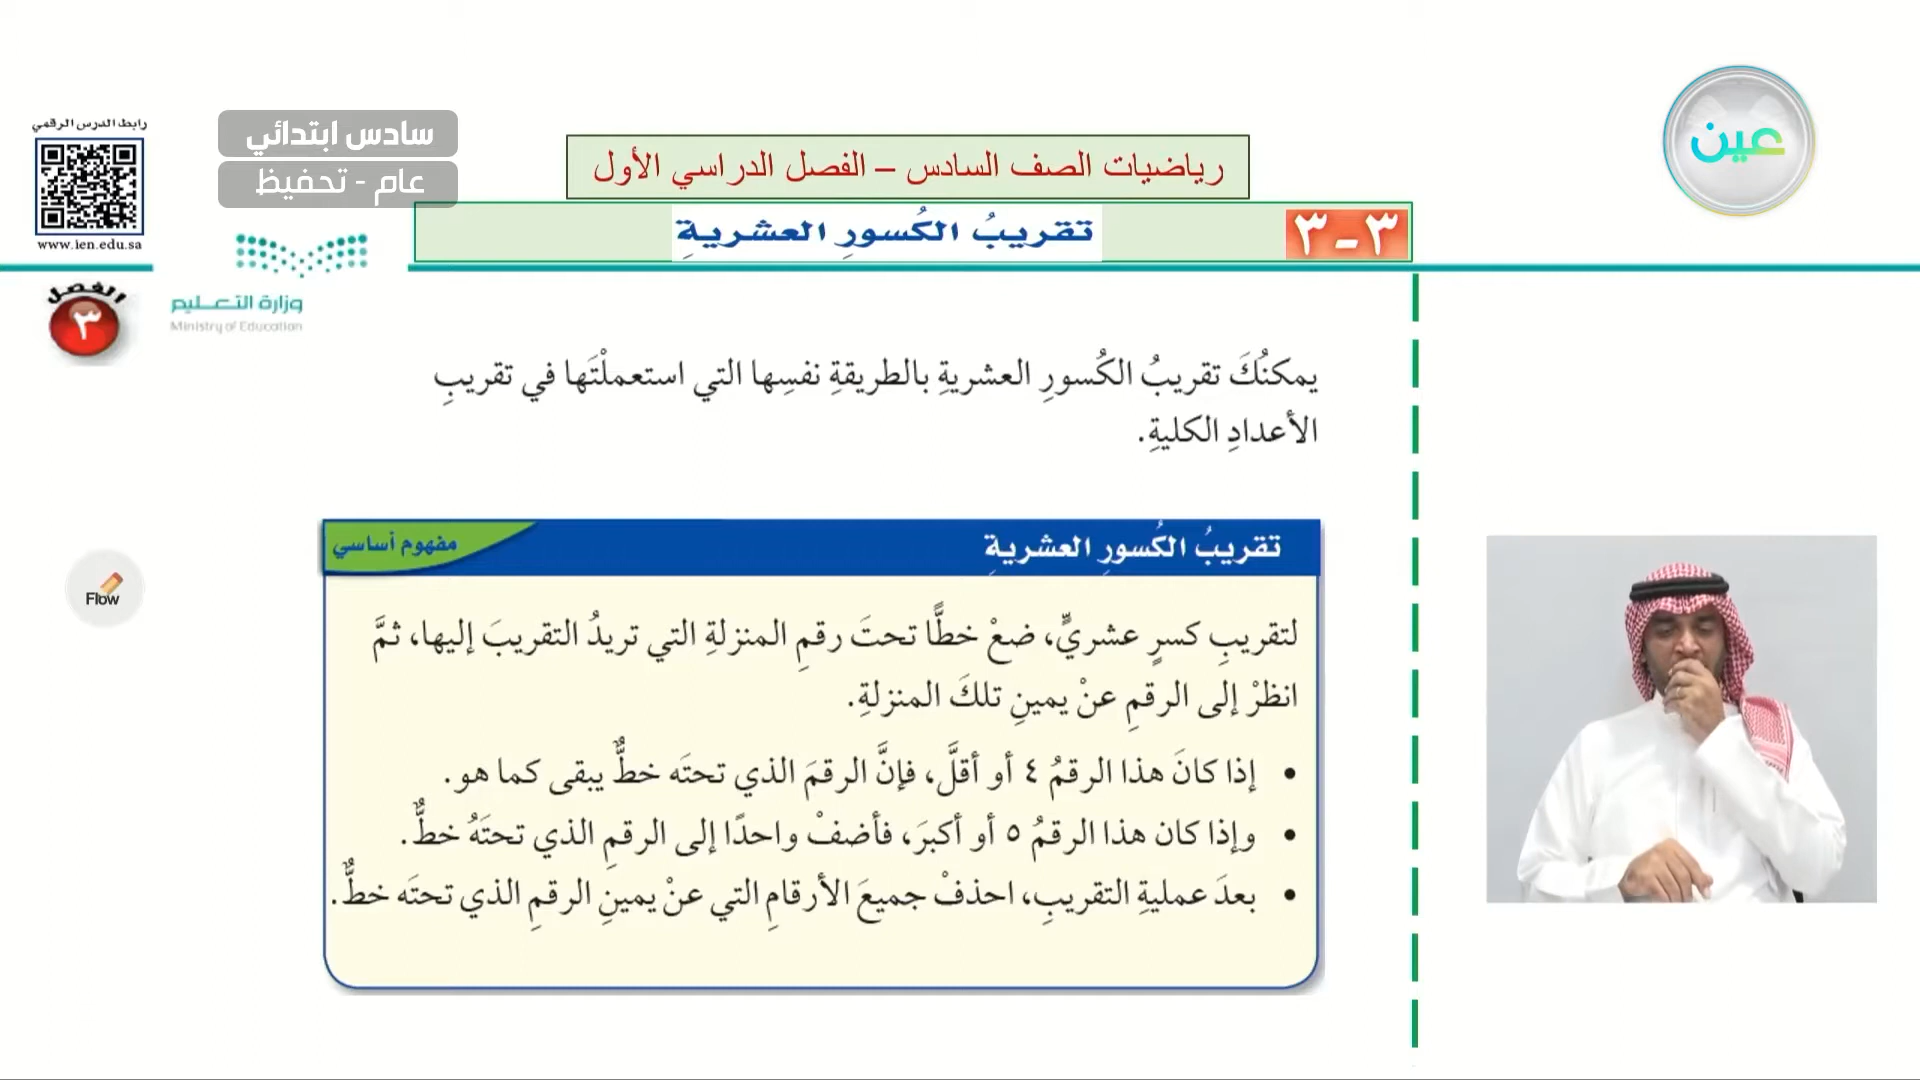 عين
رابط الدرس الرقمي
www.ien.edu.sa
سادس ابتدائي
عام - تحفيظ
رياضيات الصف السادس – الفصل الدراسي الأول
٣-٣
تقريبُ الكُسورِ العشريةِ
الفصل
٣
وزارة التعليم
Ministry of Education
يمكنُكَ تقريبُ الكُسورِ العشريةِ بالطريقةِ نفسِها التي استعملْتَها في تقريبِ
الأعدادِ الكليةِ.
تقريبُ الكُسورِ العشريةِ
مفهوم أساسي
لتقريبِ كسرٍ عشريٍّ، ضعْ خطًّا تحتَ رقمِ المنزلةِ التي تريدُ التقريبَ إليها، ثمَّ
انظرْ إلى الرقمِ عنْ يمينِ تلكَ المنزلةِ.
• إذا كانَ هذا الرقمُ ٤ أو أقلَّ، فإنَّ الرقمَ الذي تحتَه خطٌّ يبقى كما هو.
• وإذا كان هذا الرقمُ ٥ أو أكبرَ، فأضفْ واحدًا إلى الرقمِ الذي تحتَهُ خطٌّ.
• بعدَ عمليةِ التقريبِ، احذفْ جميعَ الأرقامِ التي عنْ يمينِ الرقمِ الذي تحتَه خطٌّ.
Flow